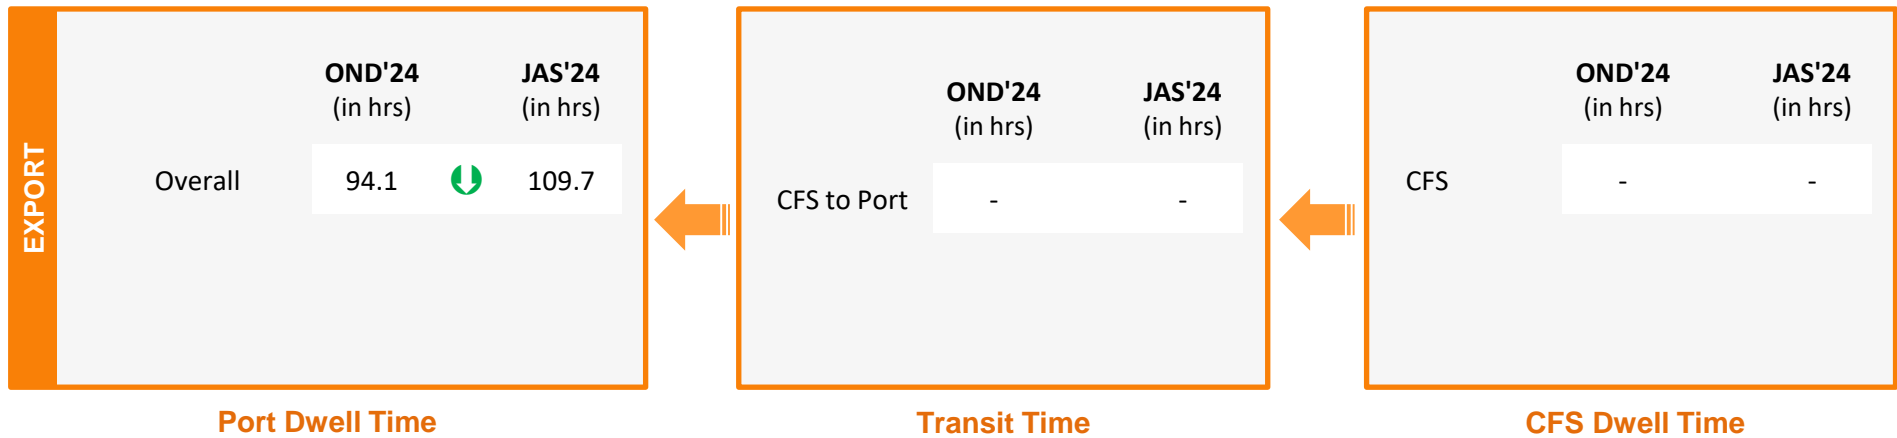 EXPORT
OND'24 JAS'24
(in hrs) (in hrs)
Overall 94.1 109.7
Port Dwell Time
OND'24 JAS'24
(in hrs) (in hrs)
CFS to Port - -
Transit Time
OND'24 JAS'24
(in hrs) (in hrs)
CFS - -
CFS Dwell Time